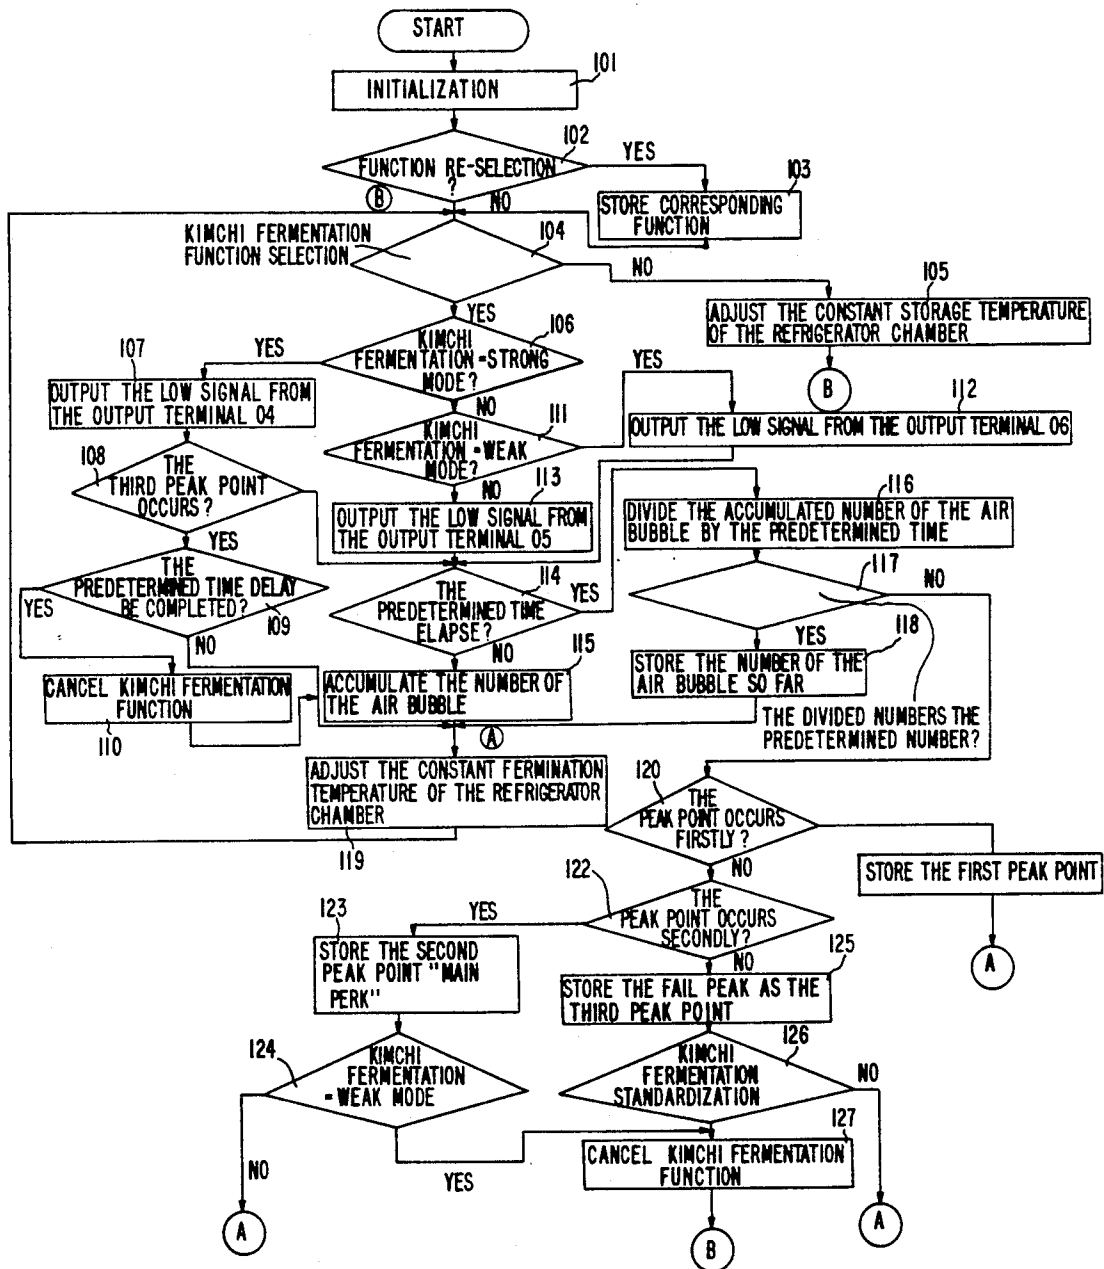 START
101
INITIALIZATION
102
FUNCTION RE-SELECTION
?
YES
103
B
NO
STORE CORRESPONDING
FUNCTION
KIMCHI FERMENTATION
FUNCTION SELECTION
104
NO
105
ADJUST THE CONSTANT STORAGE TEMPERATURE
OF THE REFRIGERATOR CHAMBER
B
YES
106
KIMCHI
FERMENTATION=STRONG
MODE?
YES
107
OUTPUT THE LOW SIGNAL FROM
THE OUTPUT TERMINAL O4
NO
111
KIMCHI
FERMENTATION=WEAK
MODE?
YES
112
OUTPUT THE LOW SIGNAL FROM THE OUTPUT TERMINAL O6
108
THE
THIRD PEAK POINT
OCCURS?
NO
113
OUTPUT THE LOW SIGNAL FROM
THE OUTPUT TERMINAL O5
116
DIVIDE THE ACCUMULATED NUMBER OF THE AIR
BUBBLE BY THE PREDETERMINED TIME
YES
THE
PREDETERMINED TIME DELAY
BE COMPLETED?
109
YES
NO
114
THE
PREDETERMINED TIME
ELAPSE?
YES
117
NO
NO
115
ACCUMULATE THE NUMBER OF
THE AIR BUBBLE
YES
118
STORE THE NUMBER OF THE
AIR BUBBLE SO FAR
CANCEL KIMCHI FERMENTATION
FUNCTION
110
THE DIVIDED NUMBERS THE
PREDETERMINED NUMBER?
A
ADJUST THE CONSTANT FERMINATION
TEMPERATURE OF THE REFRIGERATOR
CHAMBER
119
120
THE
PEAK POINT OCCURS
FIRSTLY?
NO
STORE THE FIRST PEAK POINT
A
122
THE
PEAK POINT OCCURS
SECONDLY?
YES
123
STORE THE SECOND
PEAK POINT "MAIN
PERK"
NO
125
STORE THE FAIL PEAK AS THE
THIRD PEAK POINT
124
KIMCHI
FERMENTATION
=WEAK MODE
126
KIMCHI
FERMENTATION
STANDARDIZATION
NO
127
CANCEL KIMCHI FERMENTATION
FUNCTION
NO
YES
A
B
A